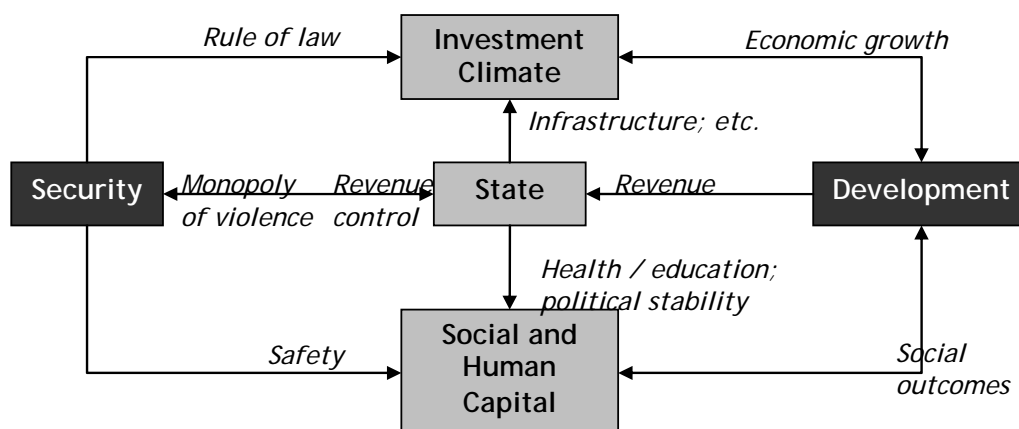 Rule of law
Investment
Climate
Economic growth
Infrastructure; etc.
Security
Monopoly
of violence
Revenue
control
State
Revenue
Development
Health / education;
political stability
Safety
Social and
Human
Capital
Social
outcomes